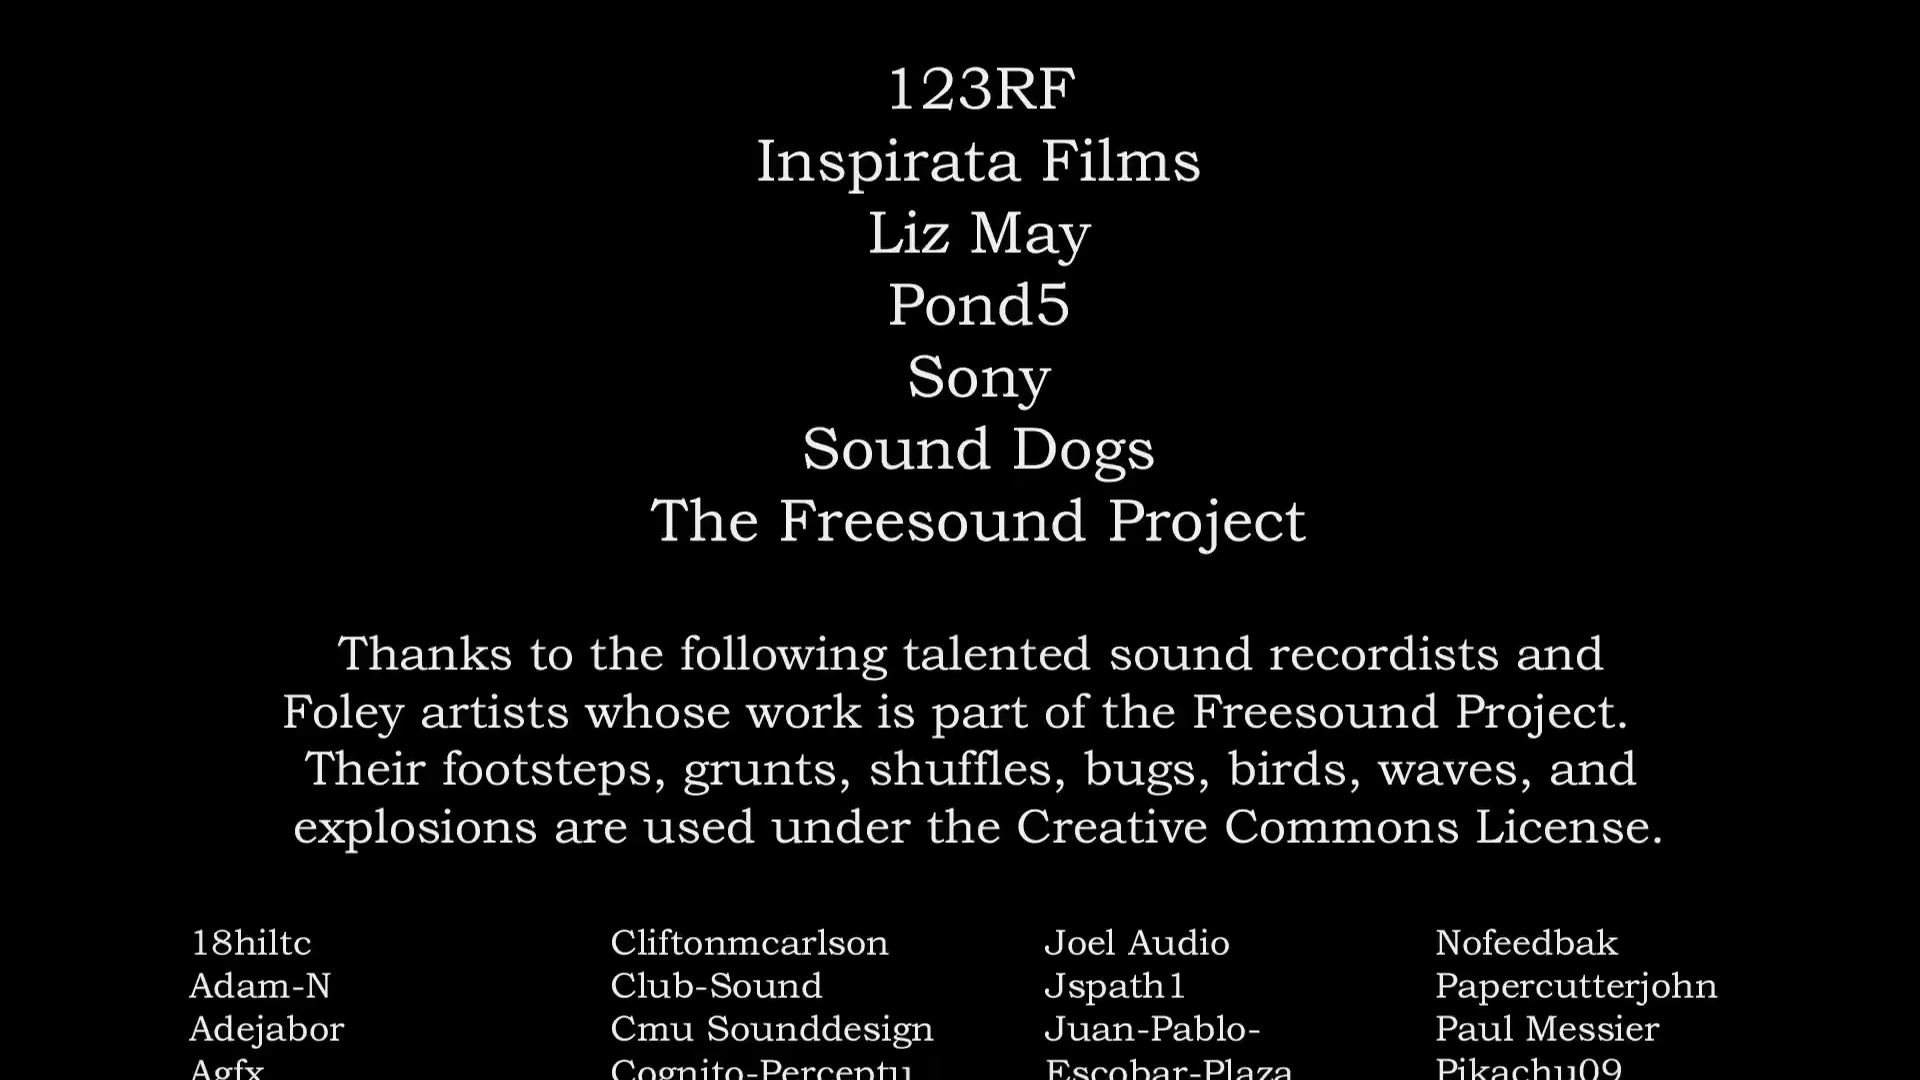 123RF
Inspirata Films
Liz May
Pond5
Sony
Sound Dogs
The Freesound Project
Thanks to the following talented sound recordists and
Foley artists whose work is part of the Freesound Project.
Their footsteps, grunts, shuffles, bugs, birds, waves, and
explosions are used under the Creative Commons License.
18hiltc Cliftonmcarlson Joel Audio Nofeedbak
Adam-N Club-Sound Jspath1 Papercutterjohn
Adejabor Cmu Sounddesign Juan-Pablo- Paul Messier
Agfx Cognito-Perceptu Escobar-Plaza Pikachu09